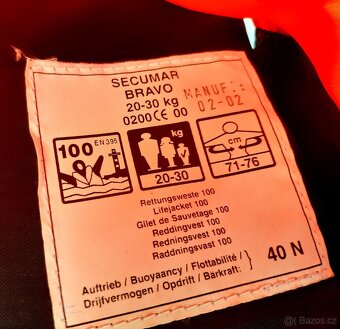 SECUMAR
BRAVO
20-30 kg
0200 CE 00
MANUF.:
02-02
100 EN 395
kg
20-30
cm
71-76
Rettungsweste 100
Lifejacket 100
Gilet de Sauvetage 100
Reddingvest 100
Redningsvest 100
Raddningsvast 100
Auftrieb / Buoyaancy / Flottabilité /
Drijfvermogen / Opdrift / Bärkraft:
40 N
Bazos.cz